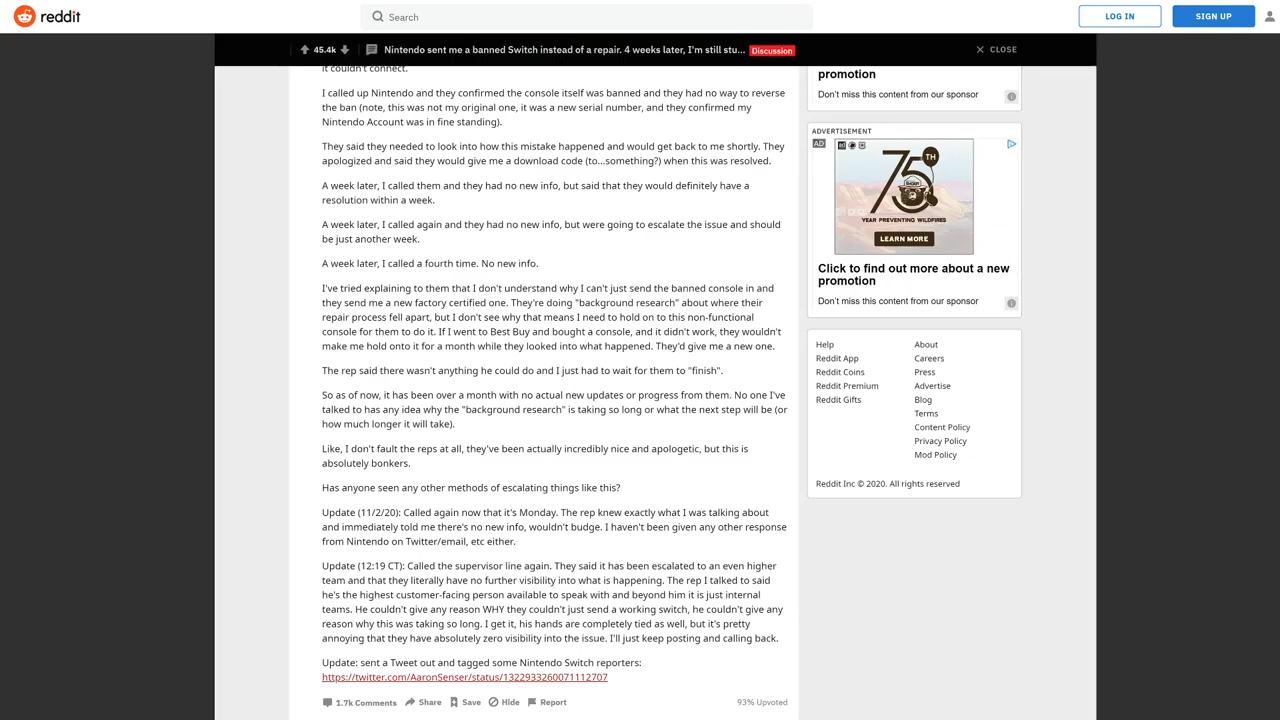 reddit
Search
LOG IN
SIGN UP
45.4k
Nintendo sent me a banned Switch instead of a repair. 4 weeks later, I'm still stu...
Discussion
CLOSE
it couldn't connect.
I called up Nintendo and they confirmed the console itself was banned and they had no way to reverse
the ban (note, this was not my original one, it was a new serial number, and they confirmed my
Nintendo Account was in fine standing).
They said they needed to look into how this mistake happened and would get back to me shortly. They
apologized and said they would give me a download code (to...something?) when this was resolved.
A week later, I called them and they had no new info, but said that they would definitely have a
resolution within a week.
A week later, I called again and they had no new info, but were going to escalate the issue and should
be just another week.
A week later, I called a fourth time. No new info.
I've tried explaining to them that I don't understand why I can't just send the banned console in and
they send me a new factory certified one. They're doing "background research" about where their
repair process fell apart, but I don't see why that means I need to hold on to this non-functional
console for them to do it. If I went to Best Buy and bought a console, and it didn't work, they wouldn't
make me hold onto it for a month while they looked into what happened. They'd give me a new one.
The rep said there wasn't anything he could do and I just had to wait for them to "finish".
So as of now, it has been over a month with no actual new updates or progress from them. No one I've
talked to has any idea why the "background research" is taking so long or what the next step will be (or
how much longer it will take).
Like, I don't fault the reps at all, they've been actually incredibly nice and apologetic, but this is
absolutely bonkers.
Has anyone seen any other methods of escalating things like this?
Update (11/2/20): Called again now that it's Monday. The rep knew exactly what I was talking about
and immediately told me there's no new info, wouldn't budge. I haven't been given any other response
from Nintendo on Twitter/email, etc either.
Update (12:19 CT): Called the supervisor line again. They said it has been escalated to an even higher
team and that they literally have no further visibility into what is happening. The rep I talked to said
he's the highest customer-facing person available to speak with and beyond him it is just internal
teams. He couldn't give any reason WHY they couldn't just send a working switch, he couldn't give any
reason why this was taking so long. I get it, his hands are completely tied as well, but it's pretty
annoying that they have absolutely zero visibility into the issue. I'll just keep posting and calling back.
Update: sent a Tweet out and tagged some Nintendo Switch reporters:
https://twitter.com/AaronSenser/status/1322933260071112707
1.7k Comments
Share
Save
Hide
Report
93% Upvoted
promotion
Don't miss this content from our sponsor
ADVERTISEMENT
AD
75TH
YEAR PREVENTING WILDFIRES
LEARN MORE
Click to find out more about a new
promotion
Don't miss this content from our sponsor
Help
Reddit App
Reddit Coins
Reddit Premium
Reddit Gifts
About
Careers
Press
Advertise
Blog
Terms
Content Policy
Privacy Policy
Mod Policy
Reddit Inc © 2020. All rights reserved